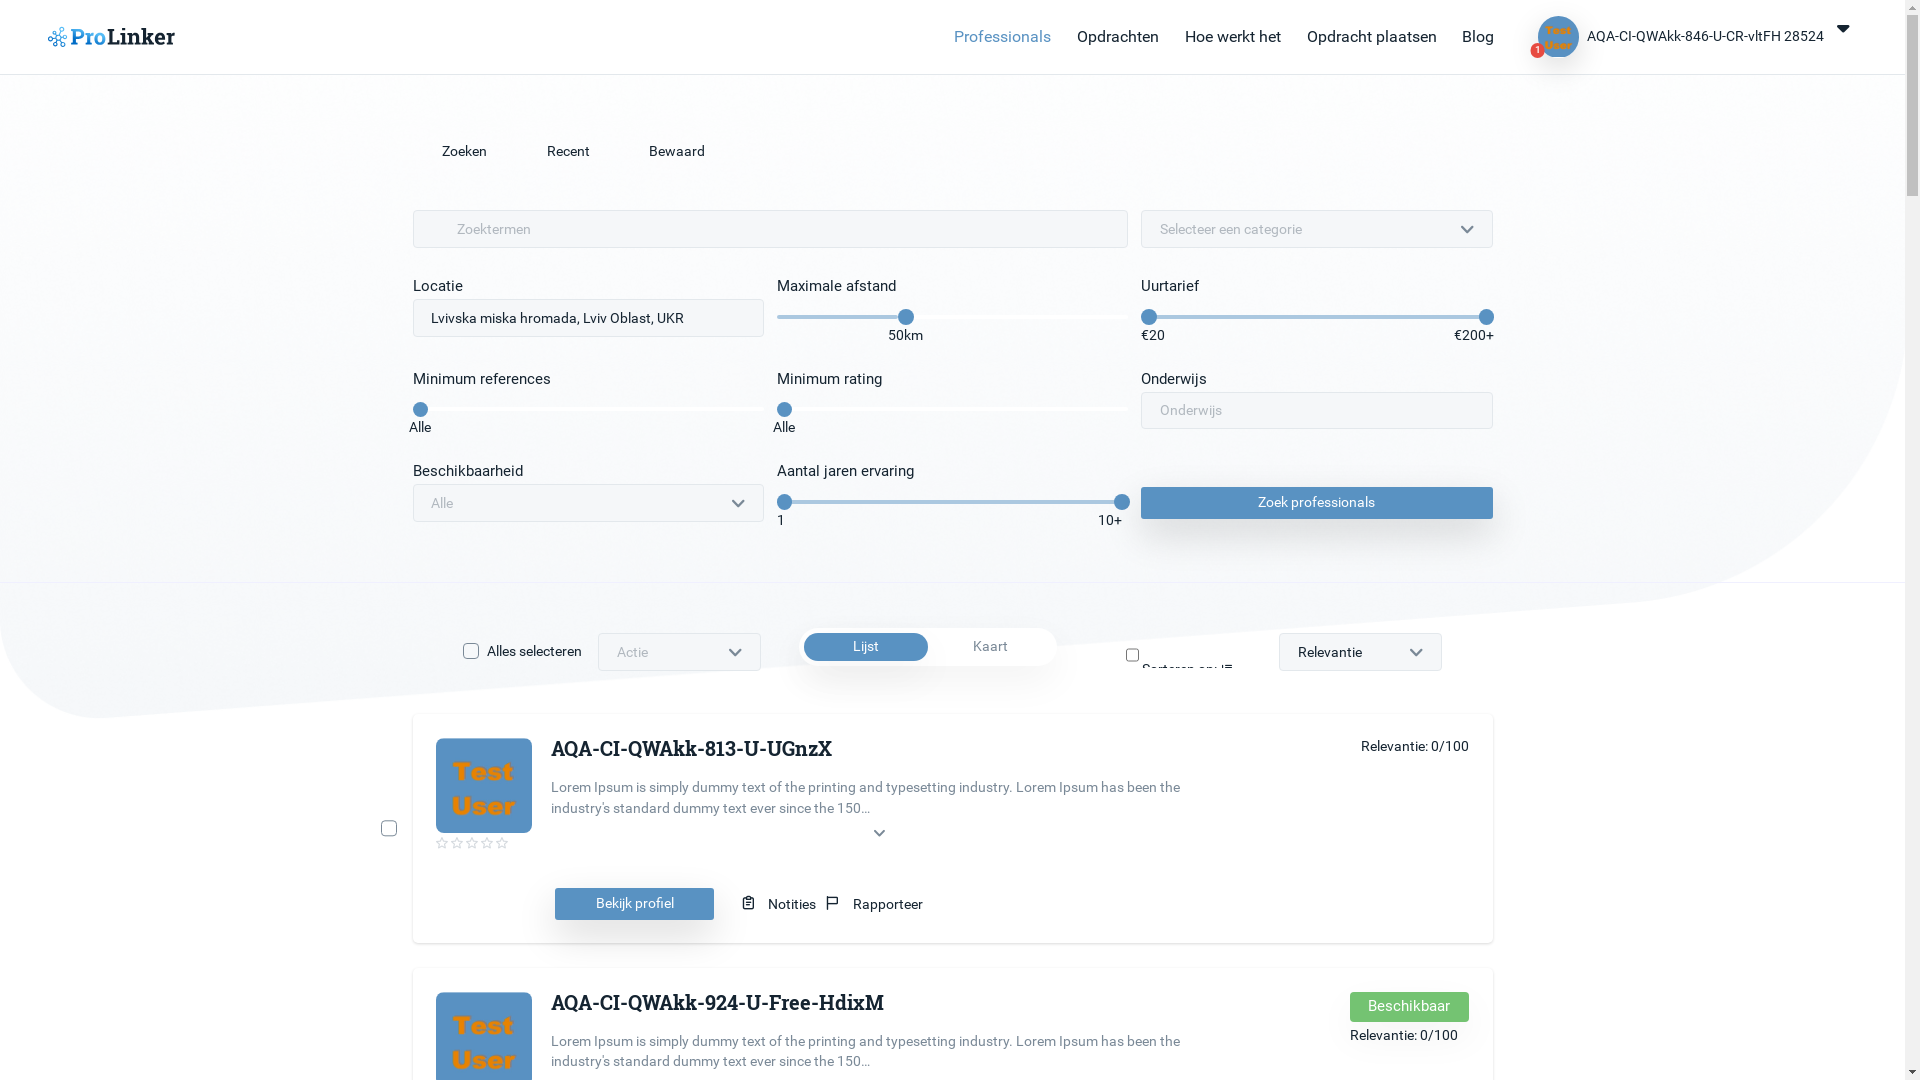 ProLinker
Professionals
Opdrachten
Hoe werkt het
Opdracht plaatsen
Blog
Test
User
1
AQA-CI-QWAkk-846-U-CR-vltFH 28524
Zoeken
Recent
Bewaard
Zoektermen
Selecteer een categorie
Locatie
Maximale afstand
Uurtarief
Lvivska miska hromada, Lviv Oblast, UKR
50km
€20
€200+
Minimum references
Minimum rating
Onderwijs
Alle
Alle
Onderwijs
Beschikbaarheid
Aantal jaren ervaring
Alle
1
10+
Zoek professionals
Alles selecteren
Actie
Lijst
Kaart
Sorteren op:
Relevantie
Test
User
AQA-CI-QWAkk-813-U-UGnzX
Relevantie: 0/100
Lorem Ipsum is simply dummy text of the printing and typesetting industry. Lorem Ipsum has been the
industry's standard dummy text ever since the 150...
Bekijk profiel
Notities
Rapporteer
Test
User
AQA-CI-QWAkk-924-U-Free-HdixM
Beschikbaar
Relevantie: 0/100
Lorem Ipsum is simply dummy text of the printing and typesetting industry. Lorem Ipsum has been the
industry's standard dummy text ever since the 150...